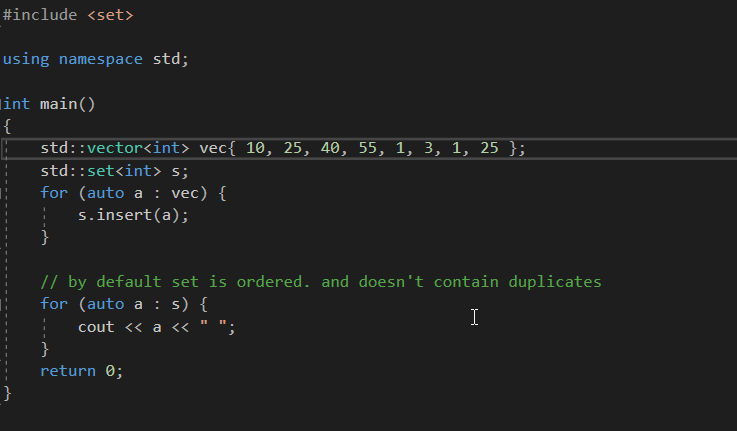 #include <set>
using namespace std;
int main()
{
std::vector<int> vec{ 10, 25, 40, 55, 1, 3, 1, 25 };
std::set<int> s;
for (auto a : vec) {
s.insert(a);
}
// by default set is ordered. and doesn't contain duplicates
for (auto a : s) {
cout << a << " ";
}
return 0;
}